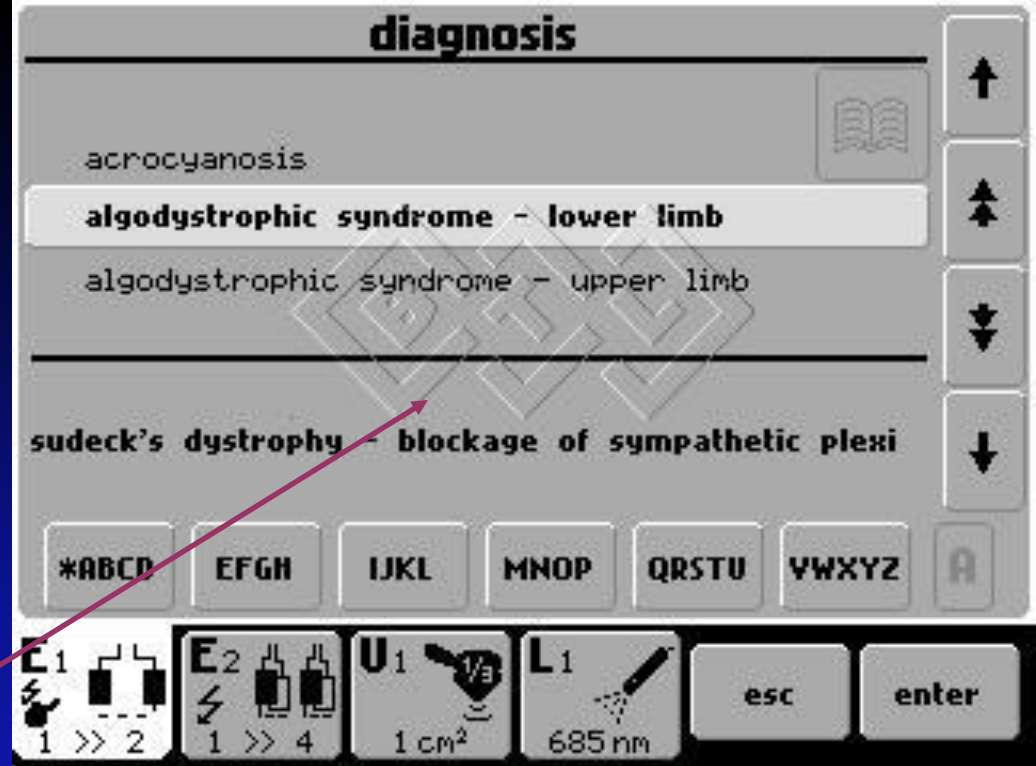 diagnosis
acrocyanosis
algodystrophic syndrome - lower limb
algodystrophic syndrome - upper limb
BTL
sudeck's dystrophy - blockage of sympathetic plexi
*ABCD EFGH IJKL MNOP QRSTU VWXYZ A
E1 E2 U1 1/3 L1
1 >> 2 1 >> 4 1 cm² 685 nm esc enter